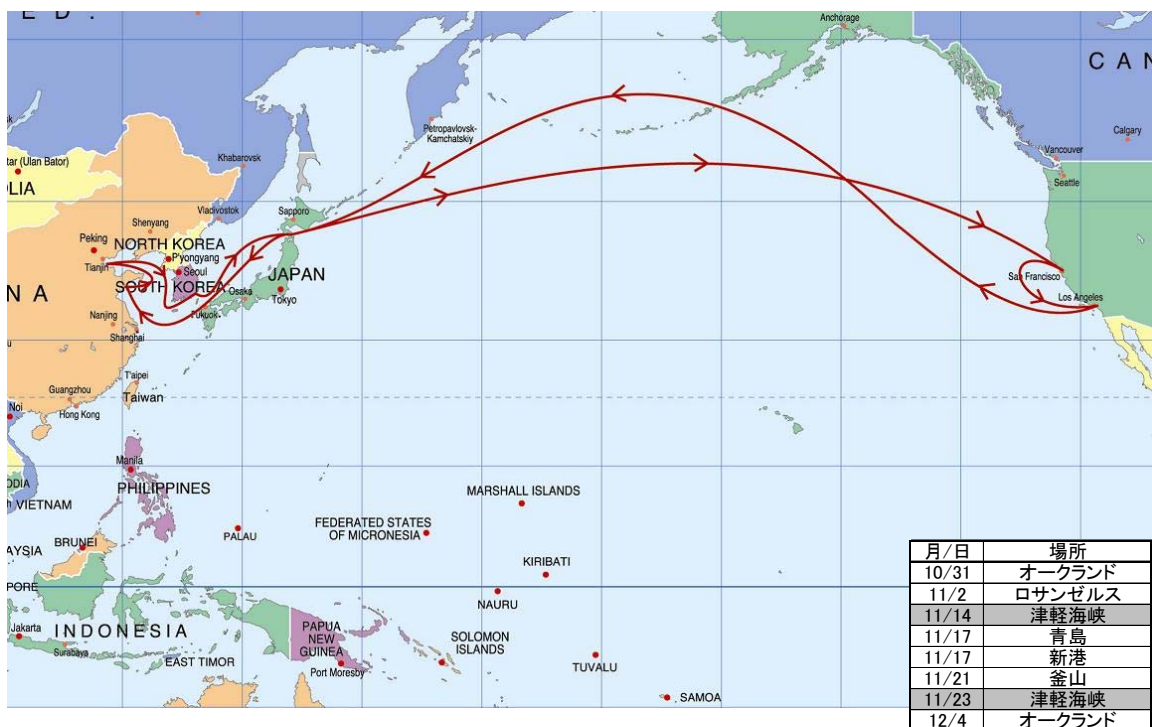 E D .
Anchorage
C A N
Petropavlovsk-
Kamchatskiy
Calgary
tar (Ulan Bator)
OLIA
Khabarovsk
Vancouver
Seattle
Vladivostok
Sapporo
Shenyang
Peking
NORTH KOREA
P'yongyang
Tianjin
Seoul
JAPAN
SOUTH KOREA
Osaka
Tokyo
N A
Fukuok
San Francisco
Los Angeles
Nanjing
Shanghai
T'aipei
Taiwan
Guangzhou
Hong Kong
Noi
Manila
PHILIPPINES
ODIA
VIETNAM
MARSHALL ISLANDS
FEDERATED STATES
OF MICRONESIA
PALAU
BRUNEI
AYSIA
KIRIBATI
PORE
NAURU
Jakarta
INDONESIA
Surabaya
EAST TIMOR
PAPUA
NEW
GUINEA
Port Moresby
SOLOMON
ISLANDS
TUVALU
SAMOA
月/日 場所
10/31 オークランド
11/2 ロサンゼルス
11/14 津軽海峡
11/17 青島
11/17 新港
11/21 釜山
11/23 津軽海峡
12/4 オークランド